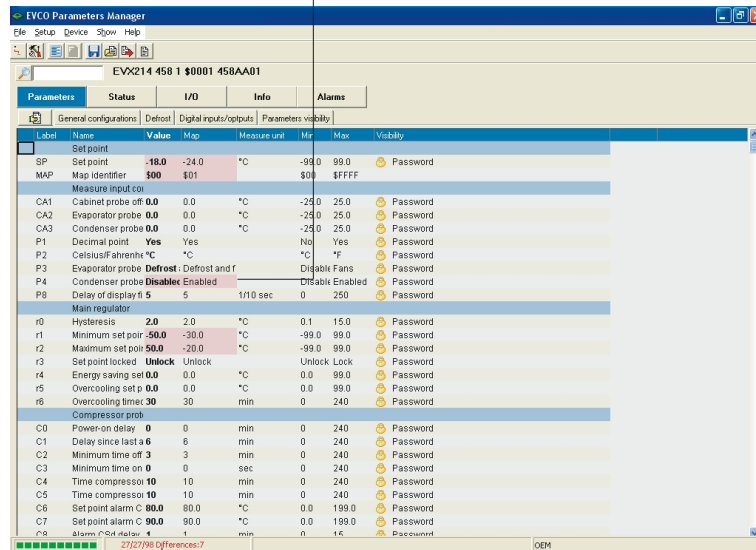 EVCO Parameters Manager
File Setup Device Show Help
EVX214 458 1 $0001 458AA01
Parameters Status I/O Info Alarms
General configurations Defrost Digital inputs/optputs Parameters visibility
Label Name Value Map Measure unit Min Max Visibility
Set point
SP Set point -18.0 -24.0 °C -99.0 99.0 Password
MAP Map identifier $00 $01 $00 $FFFF
Measure input co
CA1 Cabinet probe off 0.0 0.0 °C -25.0 25.0 Password
CA2 Evaporator probe 0.0 0.0 °C -25.0 25.0 Password
CA3 Condenser probe 0.0 0.0 °C -25.0 25.0 Password
P1 Decimal point Yes Yes No Yes Password
P2 Celsius/Fahrenhe °C °C °C °F Password
P3 Evaporator probe Defrost Defrost and f Disable Fans Password
P4 Condenser probe Disabled Enabled Disable Enabled Password
P8 Delay of display fi 5 5 1/10 sec 0 250 Password
Main regulator
r0 Hysteresis 2.0 2.0 °C 0.1 15.0 Password
r1 Minimum set poin -50.0 -30.0 °C -99.0 99.0 Password
r2 Maximum set poin 50.0 -20.0 °C -99.0 99.0 Password
r3 Set point locked Unlock Unlock Unlock Lock Password
r4 Energy saving set 0.0 0.0 °C 0.0 99.0 Password
r5 Overcooling set p 0.0 0.0 °C 0.0 99.0 Password
r6 Overcooling timec 30 30 min 0 240 Password
Compressor prot
C0 Power-on delay 0 0 min 0 240 Password
C1 Delay since last a 6 6 min 0 240 Password
C2 Minimum time off 3 3 min 0 240 Password
C3 Minimum time on 0 0 sec 0 240 Password
C4 Time compressor 10 10 min 0 240 Password
C5 Time compressor 10 10 min 0 240 Password
C6 Set point alarm C 80.0 80.0 °C 0.0 199.0 Password
C7 Set point alarm C 90.0 90.0 °C 0.0 199.0 Password
C8 Alarm CSd delay 1 1 min 0 15 Password
27/27/98 Differences:7 OEM